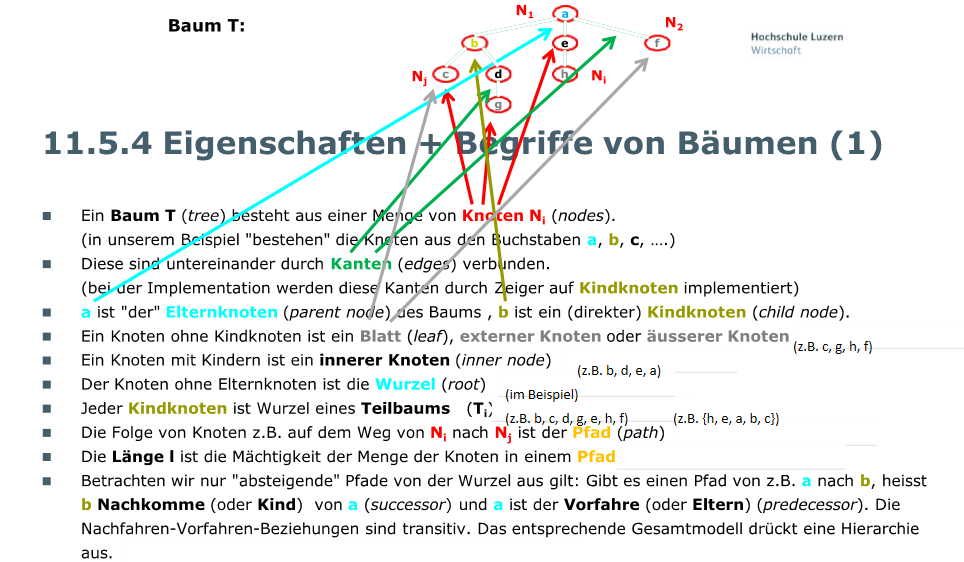 Baum T:
N1
a
N2
b
e
f
Hochschule Luzern
Wirtschaft
Nj
c
d
h
Ni
g
11.5.4 Eigenschaften + Begriffe von Bäumen (1)
Ein Baum T (tree) besteht aus einer Menge von Knoten Ni (nodes).
(in unserem Beispiel "bestehen" die Knoten aus den Buchstaben a, b, c, ....)
Diese sind untereinander durch Kanten (edges) verbunden.
(bei der Implementation werden diese Kanten durch Zeiger auf Kindknoten implementiert)
a ist "der" Elternknoten (parent node) des Baums , b ist ein (direkter) Kindknoten (child node).
Ein Knoten ohne Kindknoten ist ein Blatt (leaf), externer Knoten oder äusserer Knoten
(z.B. c, g, h, f)
Ein Knoten mit Kindern ist ein innerer Knoten (inner node)
(z.B. b, d, e, a)
Der Knoten ohne Elternknoten ist die Wurzel (root)
(im Beispiel)
Jeder Kindknoten ist Wurzel eines Teilbaums (Ti)
(z.B. b, c, d, g, e, h, f)
(z.B. {h, e, a, b, c})
Die Folge von Knoten z.B. auf dem Weg von Ni nach Nj ist der Pfad (path)
Die Länge l ist die Mächtigkeit der Menge der Knoten in einem Pfad
Betrachten wir nur "absteigende" Pfade von der Wurzel aus gilt: Gibt es einen Pfad von z.B. a nach b, heisst
b Nachkomme (oder Kind) von a (successor) und a ist der Vorfahre (oder Eltern) (predecessor). Die
Nachfahren-Vorfahren-Beziehungen sind transitiv. Das entsprechende Gesamtmodell drückt eine Hierarchie
aus.